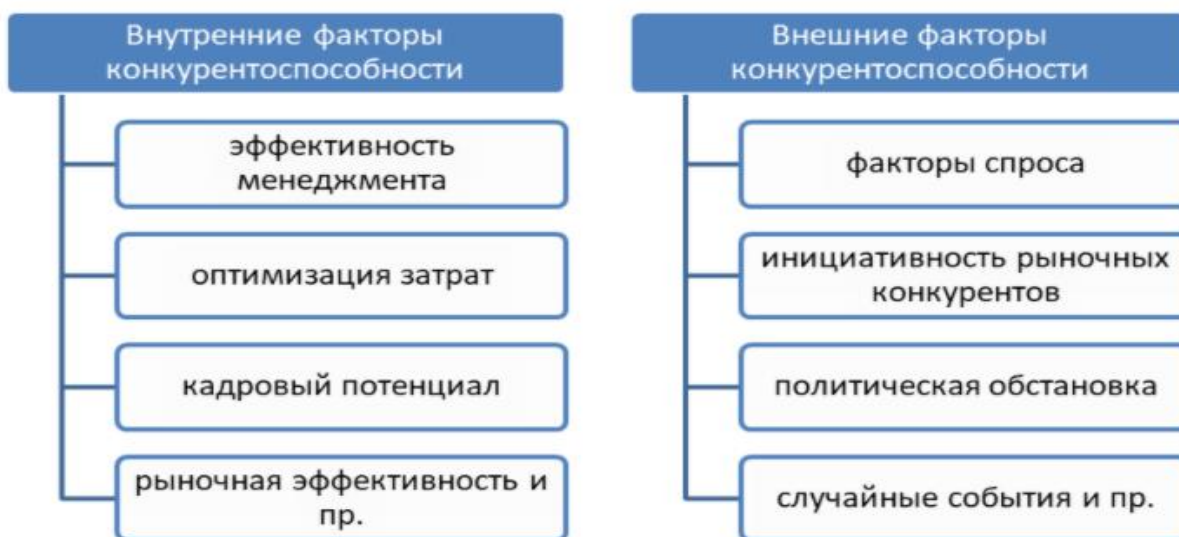 Внутренние факторы
конкурентоспособности
эффективность
менеджмента
оптимизация затрат
кадровый потенциал
рыночная эффективность и
пр.
Внешние факторы
конкурентоспособности
факторы спроса
инициативность рыночных
конкурентов
политическая обстановка
случайные события и пр.